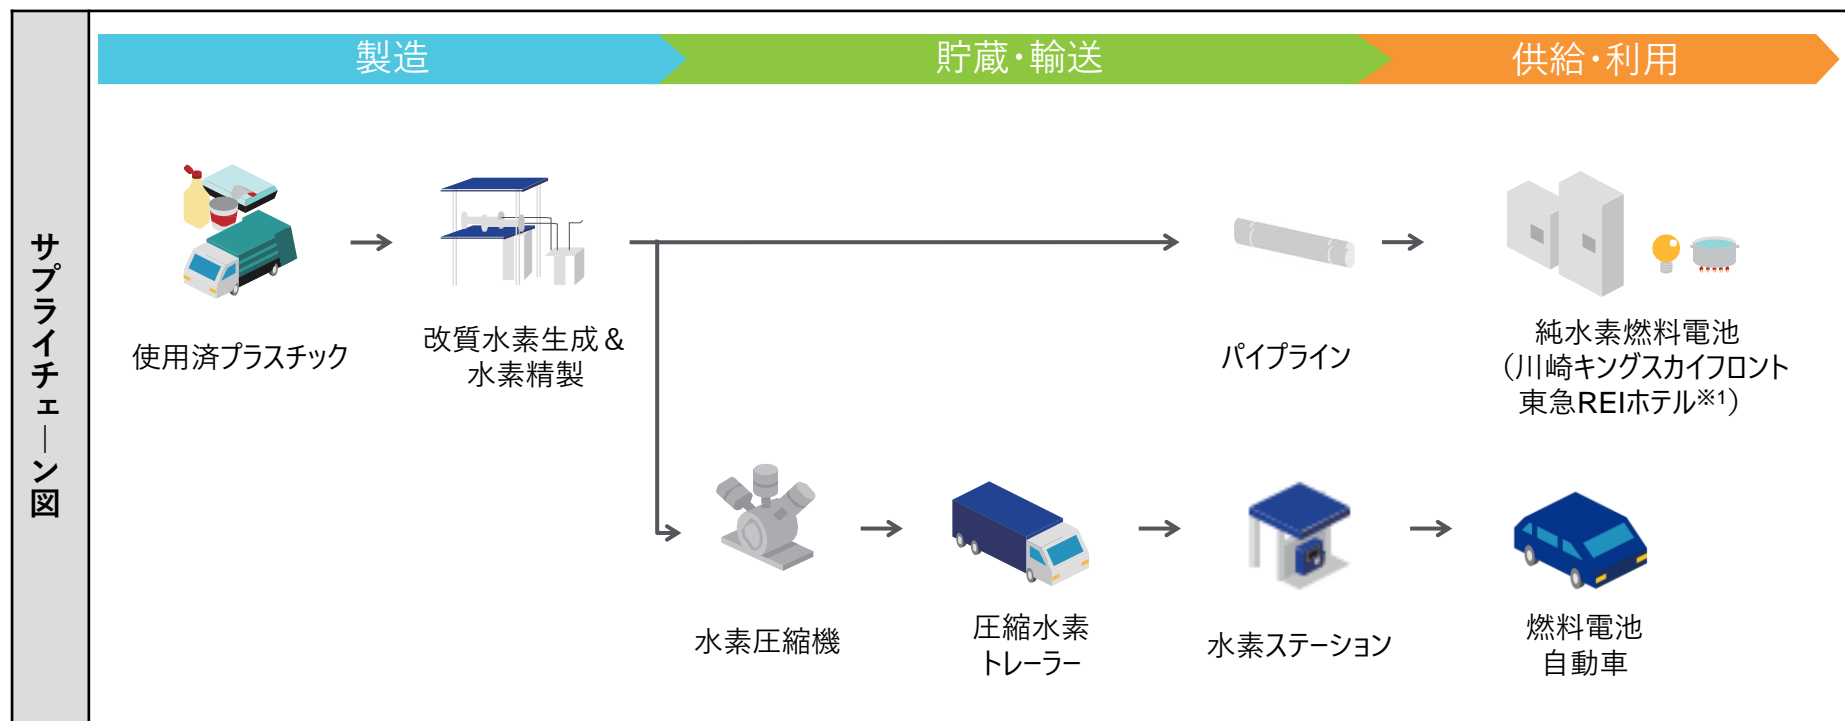 サプライチェーン図
製造
貯蔵・輸送
供給・利用
使用済プラスチック
改質水素生成&
水素精製
パイプライン
純水素燃料電池
（川崎キングスカイフロント
東急REIホテル※1）
水素圧縮機
圧縮水素
トレーラー
水素ステーション
燃料電池
自動車